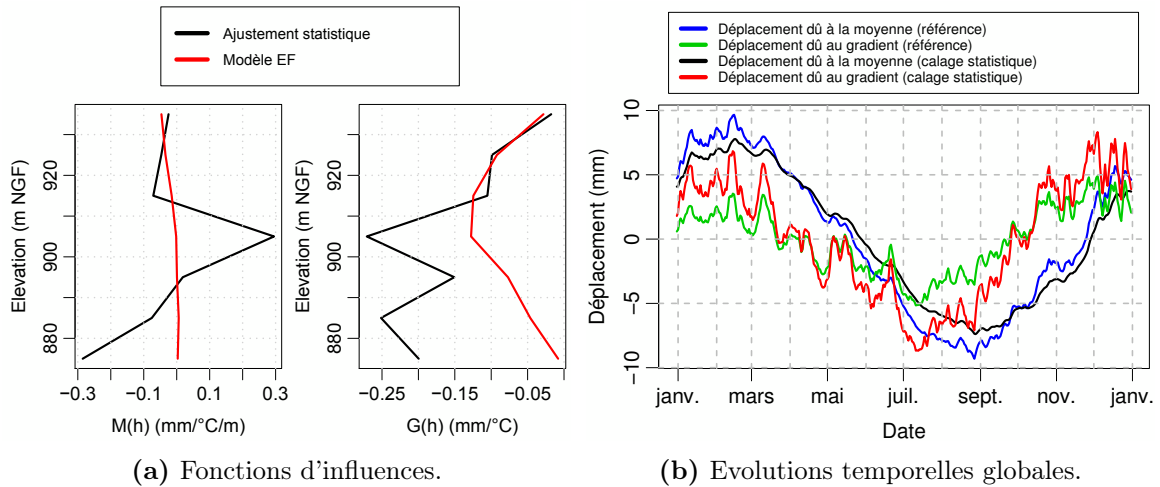 Ajustement statistique
Modèle EF
Elevation (m NGF)
880
900
920
−0.3
−0.1
0.1
0.3
M(h) (mm/°C/m)
Elevation (m NGF)
880
900
920
−0.25
−0.15
−0.05
G(h) (mm/°C)
(a) Fonctions d'influences.
Déplacement dû à la moyenne (référence)
Déplacement dû au gradient (référence)
Déplacement dû à la moyenne (calage statistique)
Déplacement dû au gradient (calage statistique)
Déplacement (mm)
10
5
0
−5
−10
janv.
mars
mai
juil.
sept.
nov.
janv.
Date
(b) Evolutions temporelles globales.